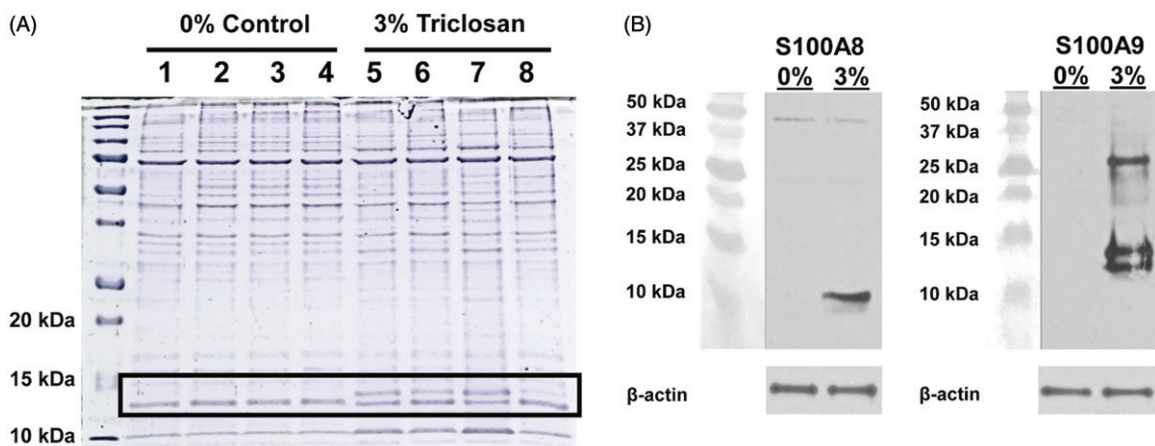 (A)
0% Control 3% Triclosan
1 2 3 4 5 6 7 8
20 kDa
15 kDa
10 kDa
(B)
S100A8
0% 3%
50 kDa
37 kDa
25 kDa
20 kDa
15 kDa
10 kDa
β-actin
S100A9
0% 3%
50 kDa
37 kDa
25 kDa
20 kDa
15 kDa
10 kDa
β-actin